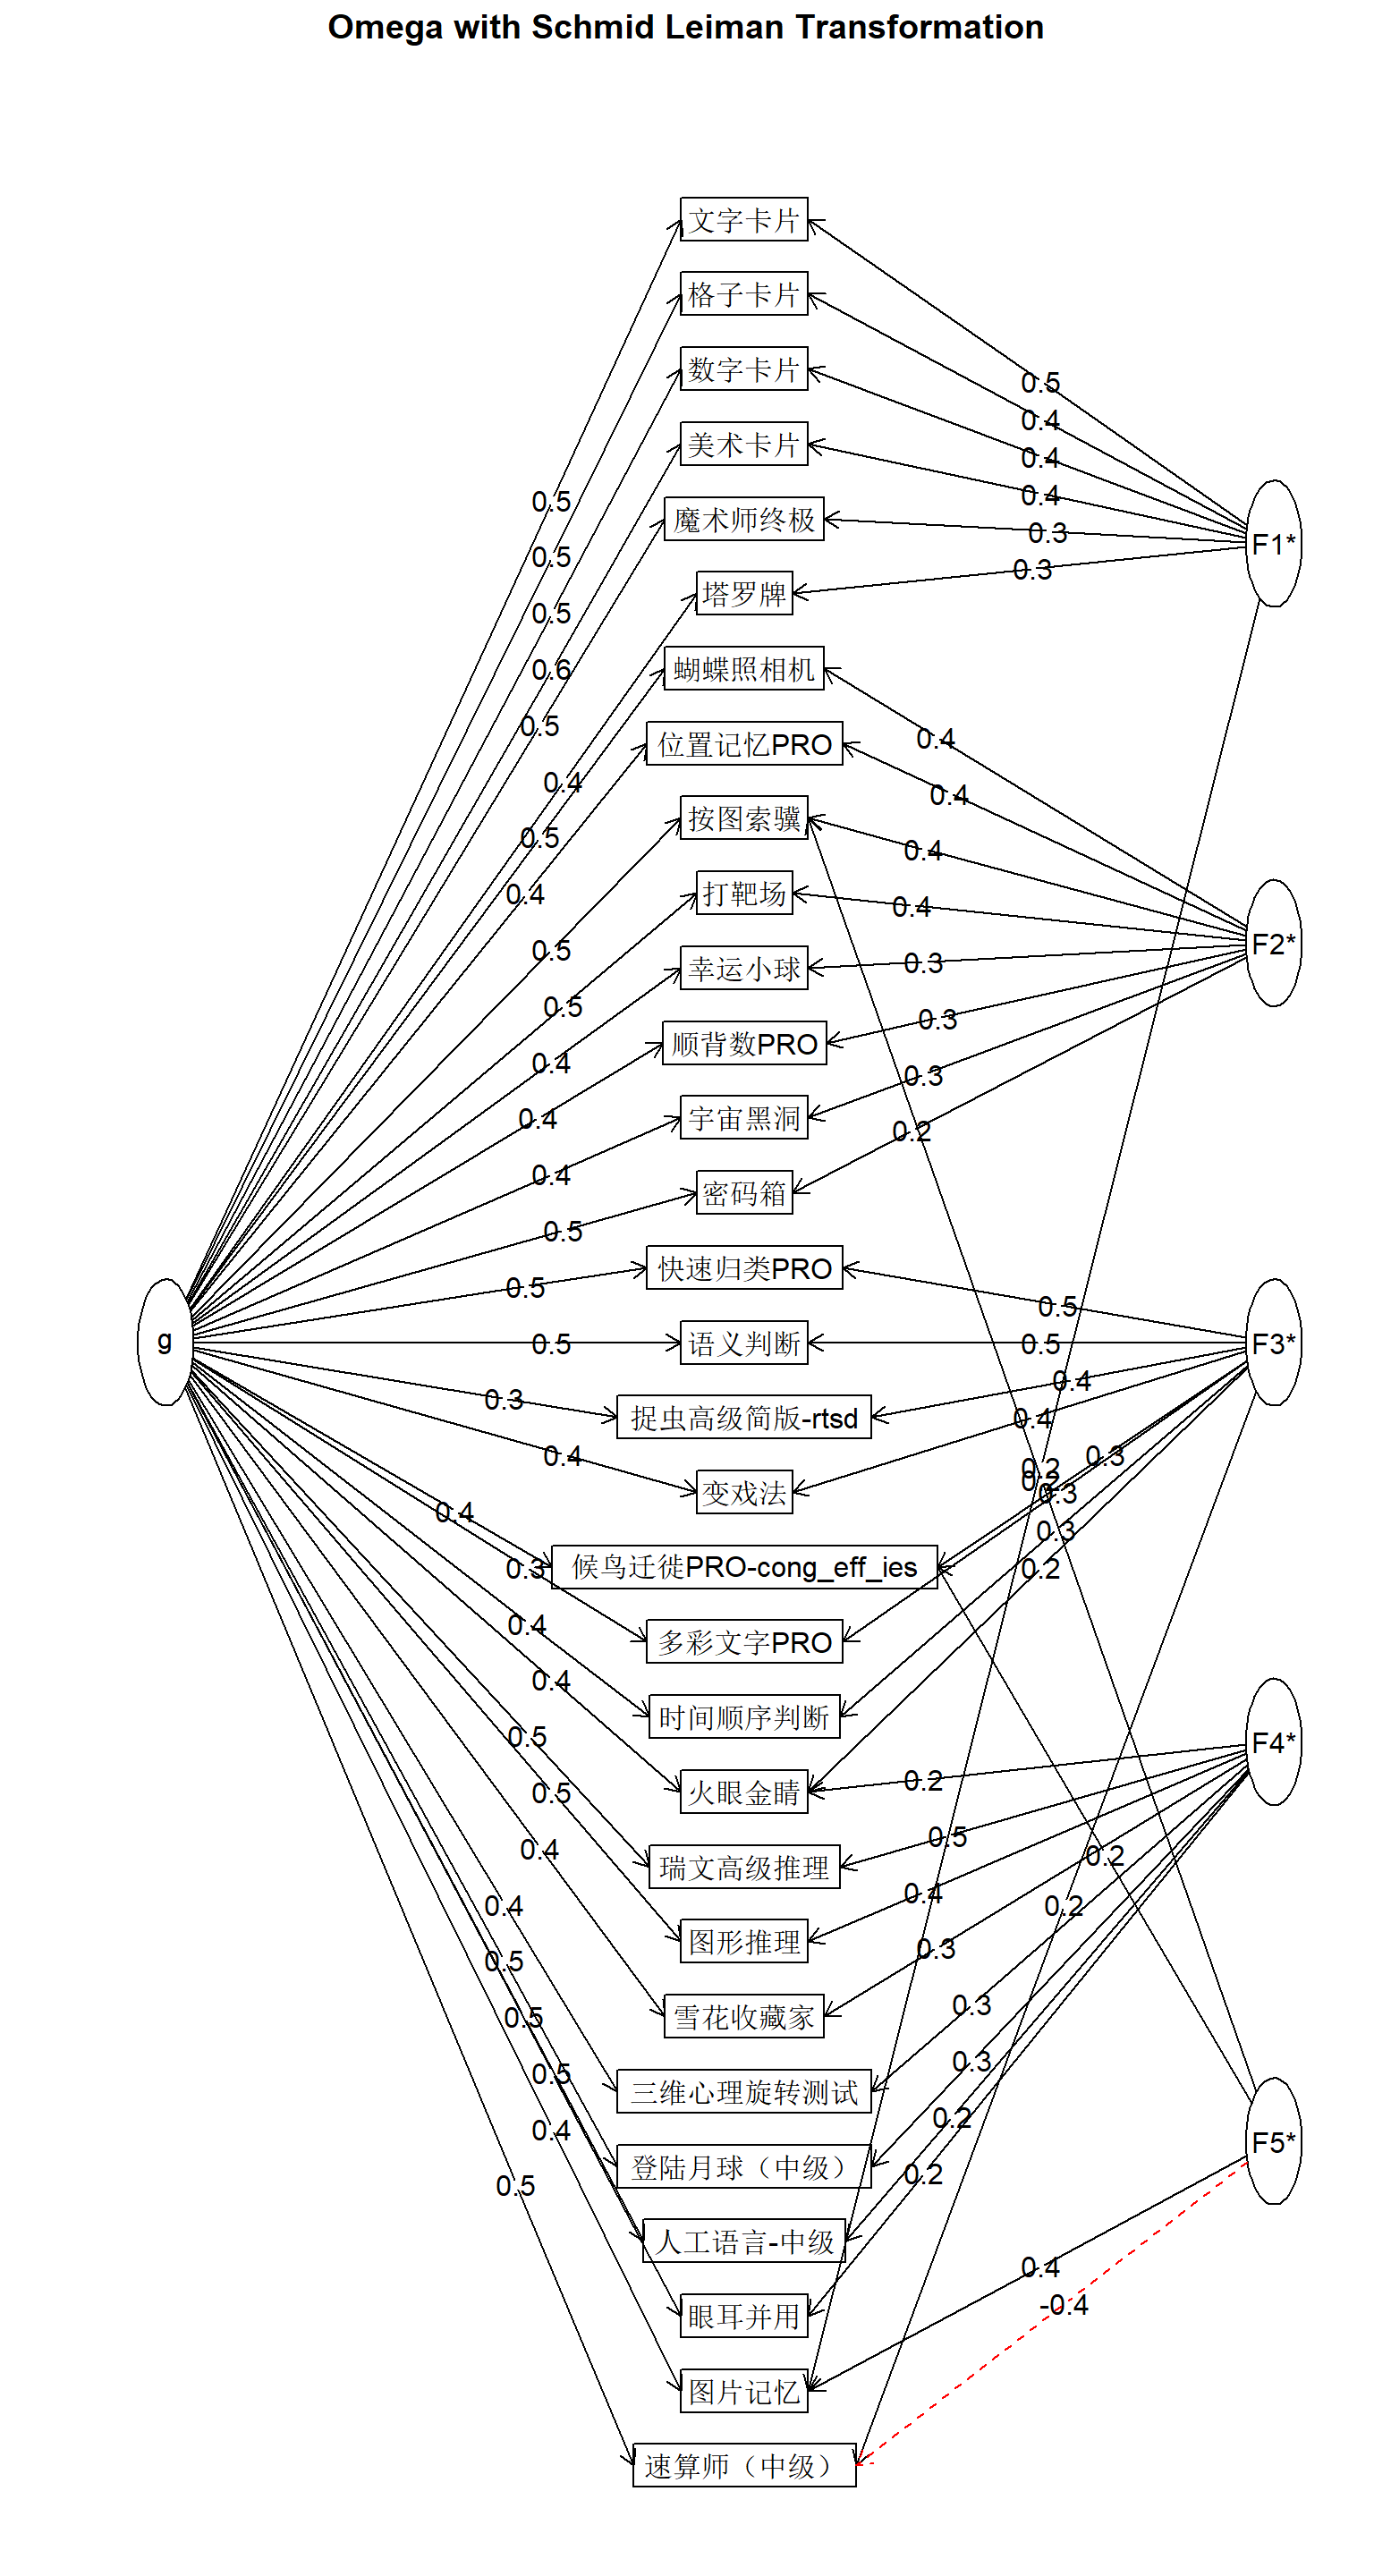 Omega with Schmid Leiman Transformation
文字卡片
格子卡片
数字卡片
0.5
0.4
0.4
美术卡片
0.4
0.5
魔术师终极
0.3
F1*
0.5
0.3
塔罗牌
0.5
0.6
蝴蝶照相机
0.5
位置记忆PRO
0.4
0.4
0.4
0.5
按图索骥
0.4
0.4
打靶场
0.4
0.5
幸运小球
0.3
F2*
0.5
0.3
0.4
顺背数PRO
0.3
0.4
宇宙黑洞
0.2
0.4
密码箱
0.5
快速归类PRO
0.5
0.5
g
0.5
语义判断
0.5
F3*
0.4
0.3
捉虫高级简版-rtsd
0.4
0.4
0.3
0.2
0.2
变戏法
0.3
0.4
0.3
0.3
候鸟迁徙PRO-cong_eff_ies
0.2
0.4
多彩文字PRO
0.4
时间顺序判断
0.5
F4*
0.5
火眼金睛
0.2
0.4
0.5
0.2
瑞文高级推理
0.4
0.4
0.2
图形推理
0.3
0.5
0.3
0.5
雪花收藏家
0.3
0.5
三维心理旋转测试
0.2
0.4
F5*
登陆月球（中级）
0.2
0.5
人工语言-中级
0.4
-0.4
眼耳并用
图片记忆
速算师（中级）